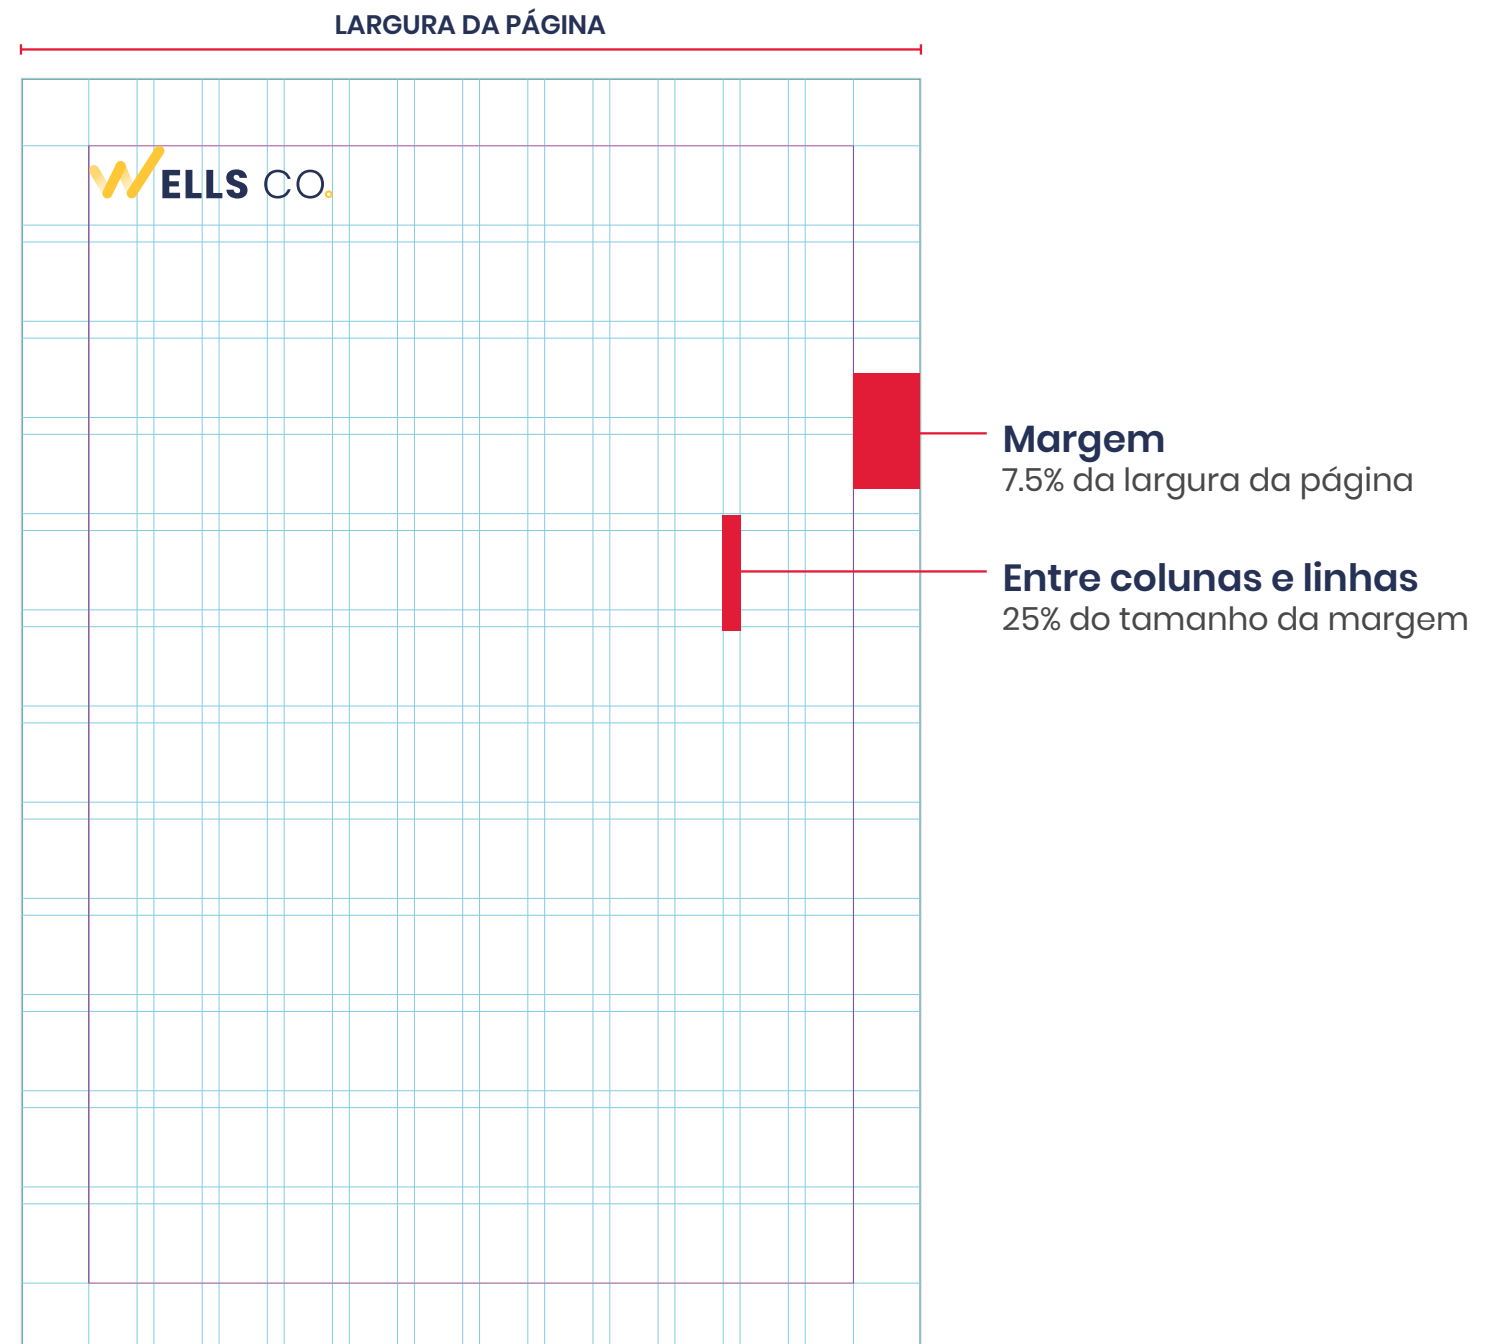 LARGURA DA PÁGINA
WELLS CO.
Margem
7.5% da largura da página
Entre colunas e linhas
25% do tamanho da margem